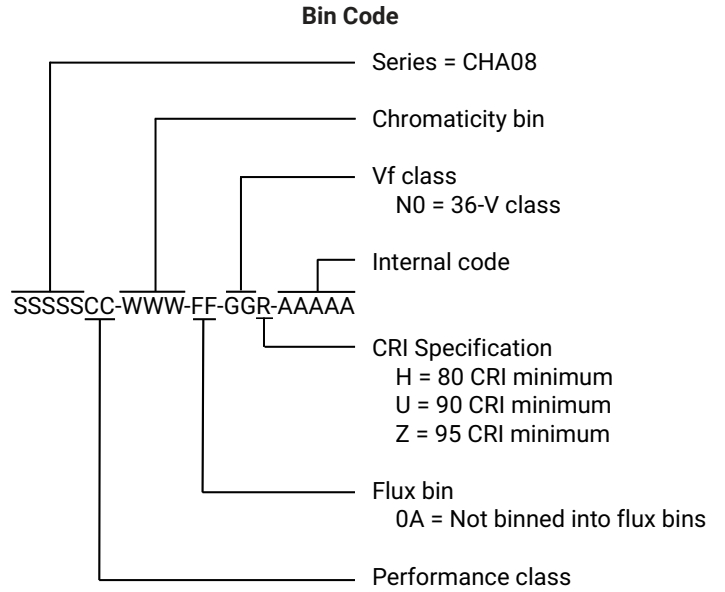 Bin Code
Series = CHA08
Chromaticity bin
Vf class
N0 = 36-V class
Internal code
SSSSSCC-WWW-FF-GGR-AAAAA
CRI Specification
H = 80 CRI minimum
U = 90 CRI minimum
Z = 95 CRI minimum
Flux bin
0A = Not binned into flux bins
Performance class